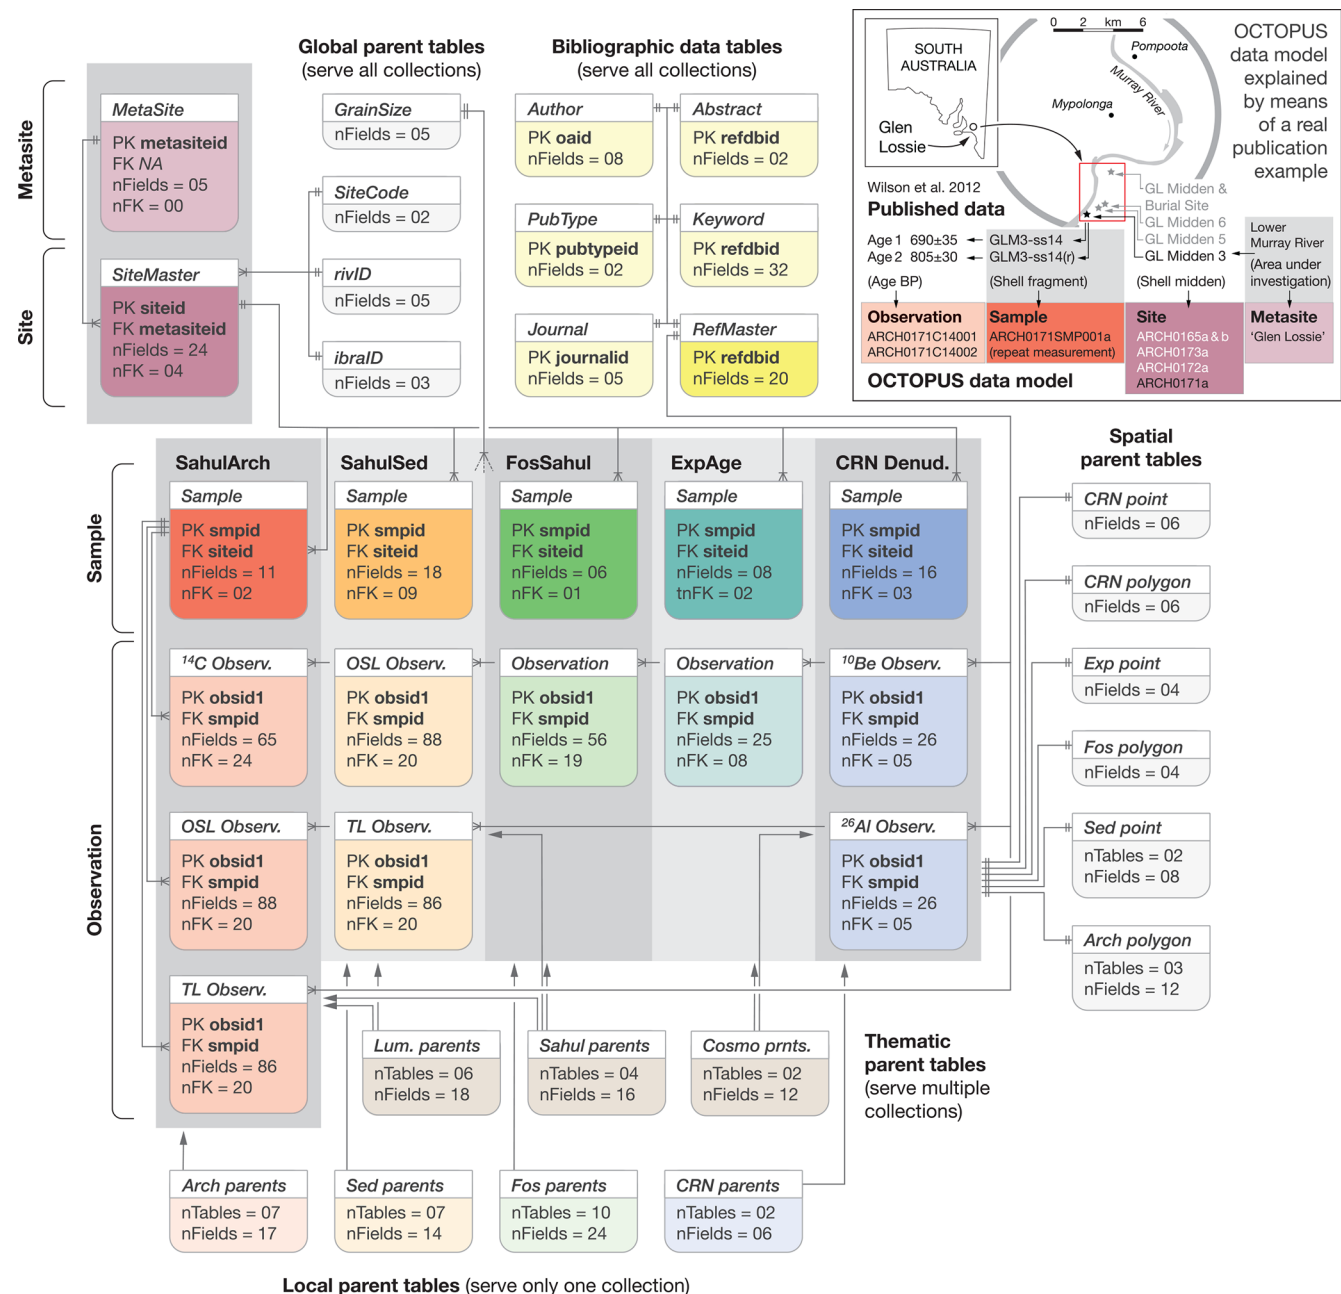 Metasite
Site
Sample
Observation
MetaSite
PK metasiteid
FK NA
nFields = 05
nFK = 00
SiteMaster
PK siteid
FK metasiteid
nFields = 24
nFK = 04
Global parent tables
(serve all collections)
GrainSize
nFields = 05
SiteCode
nFields = 02
rivID
nFields = 05
ibraID
nFields = 03
Bibliographic data tables
(serve all collections)
Author
PK oaid
nFields = 08
Abstract
PK refdbid
nFields = 02
PubType
PK pubtypeid
nFields = 02
Keyword
PK refdbid
nFields = 32
Journal
PK journalid
nFields = 05
RefMaster
PK refdbid
nFields = 20
SOUTH
AUSTRALIA
Glen
Lossie
0 2 km 6
Pompoota
Murray River
Mypolonga
OCTOPUS
data model
explained
by means
of a real
publication
example
Wilson et al. 2012
Published data
GL Midden &
Burial Site
GL Midden 6
GL Midden 5
GL Midden 3
Lower
Murray River
(Area under
investigation)
Age 1 690±35
GLM3-ss14
Age 2 805±30
GLM3-ss14(r)
(Age BP)
(Shell fragment)
(Shell midden)
Observation
ARCH0171C14001
ARCH0171C14002
Sample
ARCH0171SMP001a
(repeat measurement)
Site
ARCH0165a & b
ARCH0173a
ARCH0172a
ARCH0171a
Metasite
'Glen Lossie'
OCTOPUS data model
SahulArch
SahulSed
FosSahul
ExpAge
CRN Denud.
Sample
PK smpid
FK siteid
nFields = 11
nFK = 02
Sample
PK smpid
FK siteid
nFields = 18
nFK = 09
Sample
PK smpid
FK siteid
nFields = 06
nFK = 01
Sample
PK smpid
FK siteid
nFields = 08
tnFK = 02
Sample
PK smpid
FK siteid
nFields = 16
nFK = 03
14C Observ.
PK obsid1
FK smpid
nFields = 65
nFK = 24
OSL Observ.
PK obsid1
FK smpid
nFields = 88
nFK = 20
Observation
PK obsid1
FK smpid
nFields = 56
nFK = 19
Observation
PK obsid1
FK smpid
nFields = 25
nFK = 08
10Be Observ.
PK obsid1
FK smpid
nFields = 26
nFK = 05
OSL Observ.
PK obsid1
FK smpid
nFields = 88
nFK = 20
TL Observ.
PK obsid1
FK smpid
nFields = 86
nFK = 20
26Al Observ.
PK obsid1
FK smpid
nFields = 26
nFK = 05
TL Observ.
PK obsid1
FK smpid
nFields = 86
nFK = 20
Spatial
parent tables
CRN point
nFields = 06
CRN polygon
nFields = 06
Exp point
nFields = 04
Fos polygon
nFields = 04
Sed point
nTables = 02
nFields = 08
Arch polygon
nTables = 03
nFields = 12
Lum. parents
nTables = 06
nFields = 18
Sahul parents
nTables = 04
nFields = 16
Cosmo prnts.
nTables = 02
nFields = 12
Thematic
parent tables
(serve multiple
collections)
Arch parents
nTables = 07
nFields = 17
Sed parents
nTables = 07
nFields = 14
Fos parents
nTables = 10
nFields = 24
CRN parents
nTables = 02
nFields = 06
Local parent tables (serve only one collection)